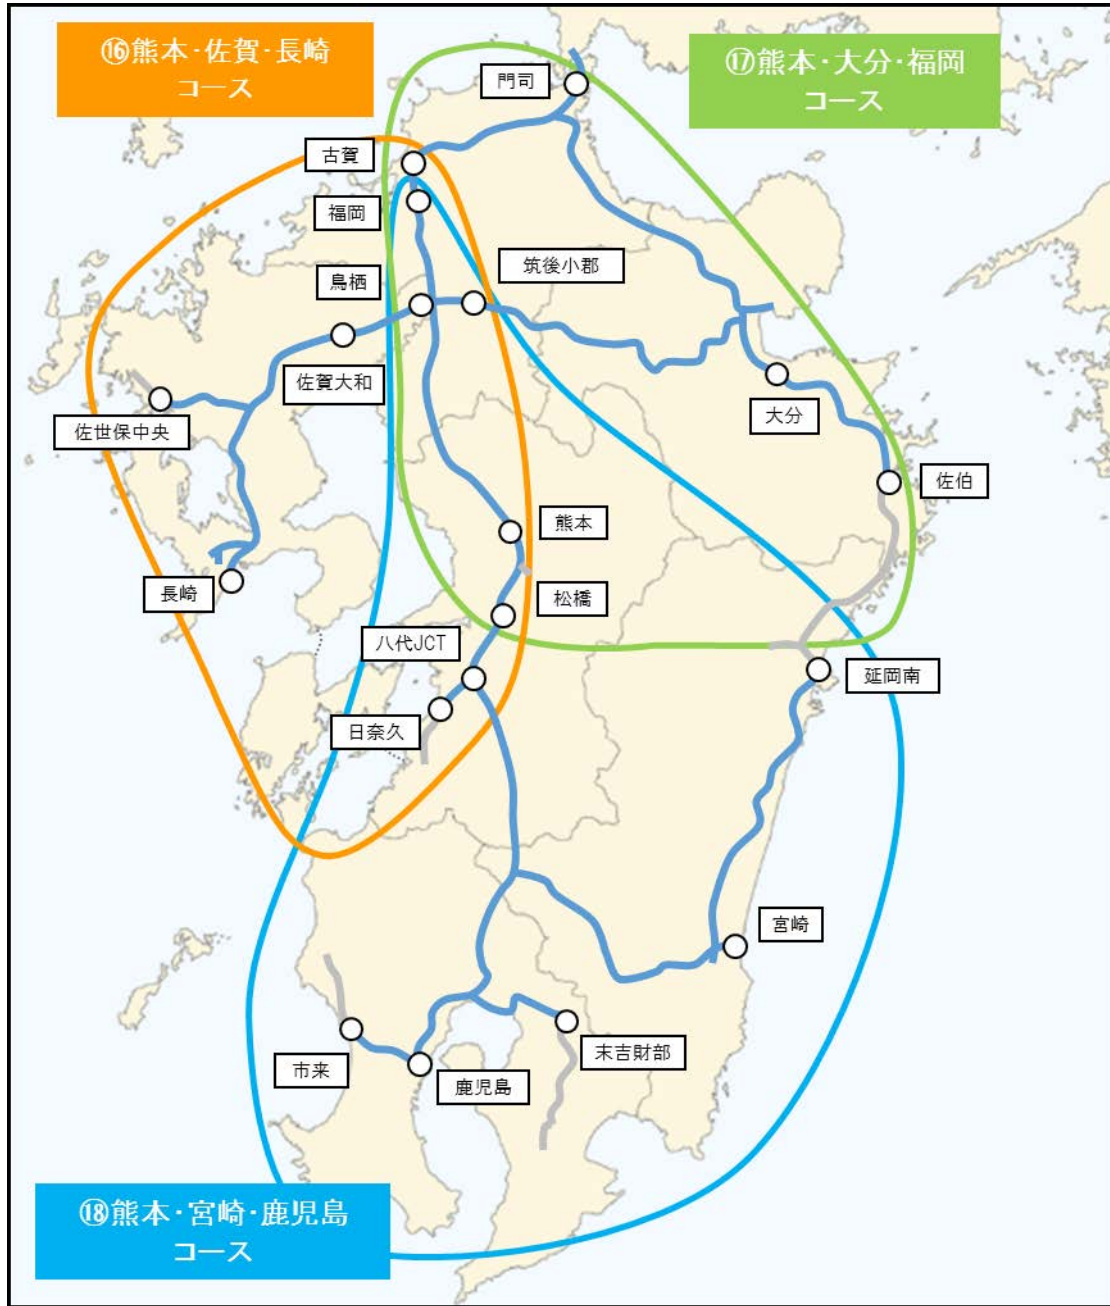 ⑯熊本・佐賀・長崎
コース
⑰熊本・大分・福岡
コース
門司
古賀
福岡
筑後小郡
鳥栖
佐賀大和
佐世保中央
大分
佐伯
熊本
長崎
松橋
八代JCT
延岡南
日奈久
宮崎
末吉財部
市来
鹿児島
⑱熊本・宮崎・鹿児島
コース